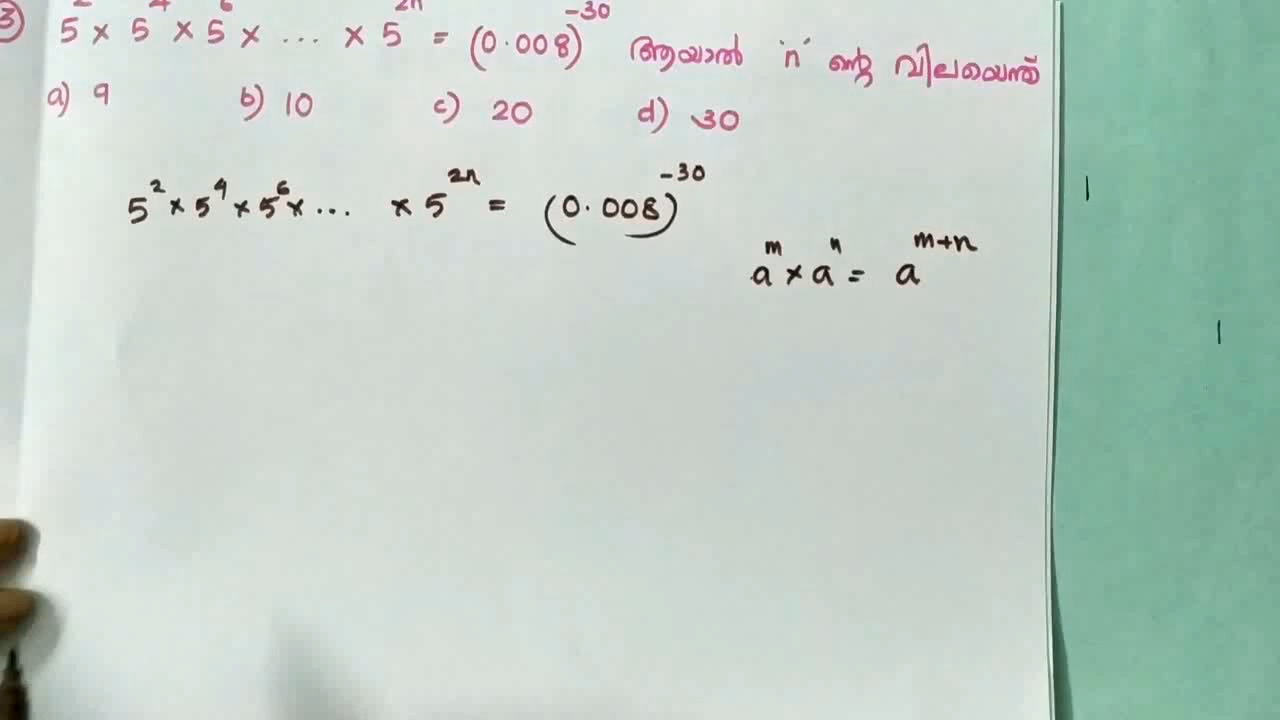 ③ 5² × 5⁴ × 5⁶ × ... × 5²ⁿ = (0.008)⁻³⁰ ആയാൽ 'n' ന്റെ വിലയെന്ത്
a) 9 b) 10 c) 20 d) 30
5² × 5⁴ × 5⁶ × ... × 5²ⁿ = (0.008)⁻³⁰
aᵐ × aⁿ = aᵐ⁺ⁿ